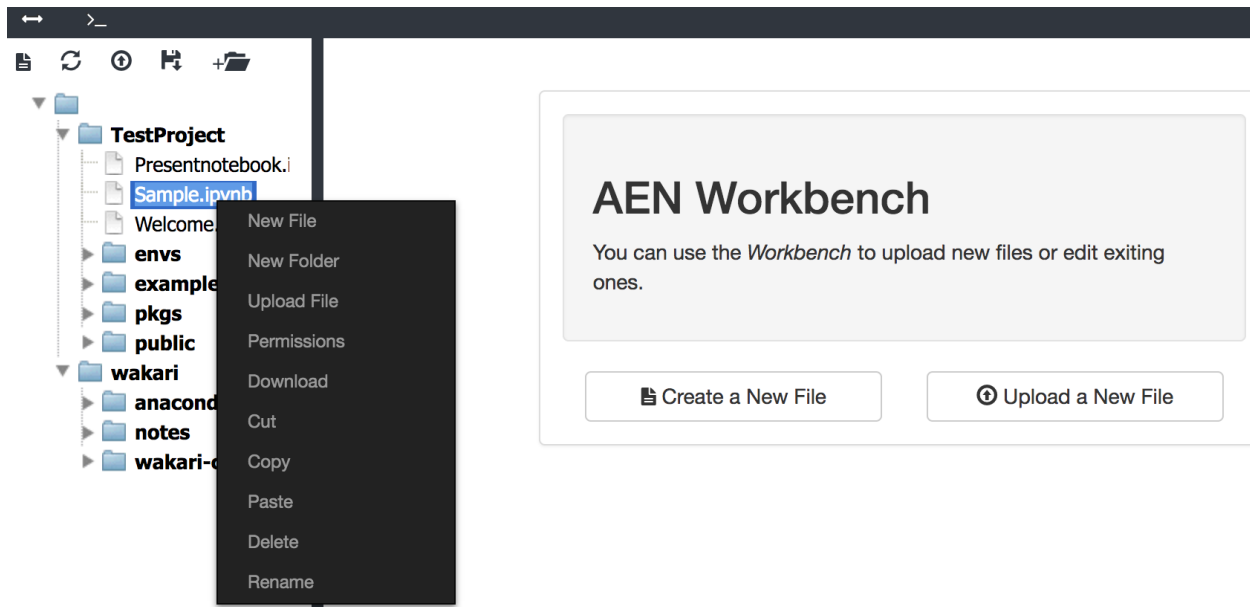 >_
+
TestProject
Presentnotebook.i
Sample.ipynb
Welcome.
envs
example
pkgs
public
wakari
anacond
notes
wakari-
New File
New Folder
Upload File
Permissions
Download
Cut
Copy
Paste
Delete
Rename
AEN Workbench
You can use the Workbench to upload new files or edit exiting
ones.
Create a New File
Upload a New File